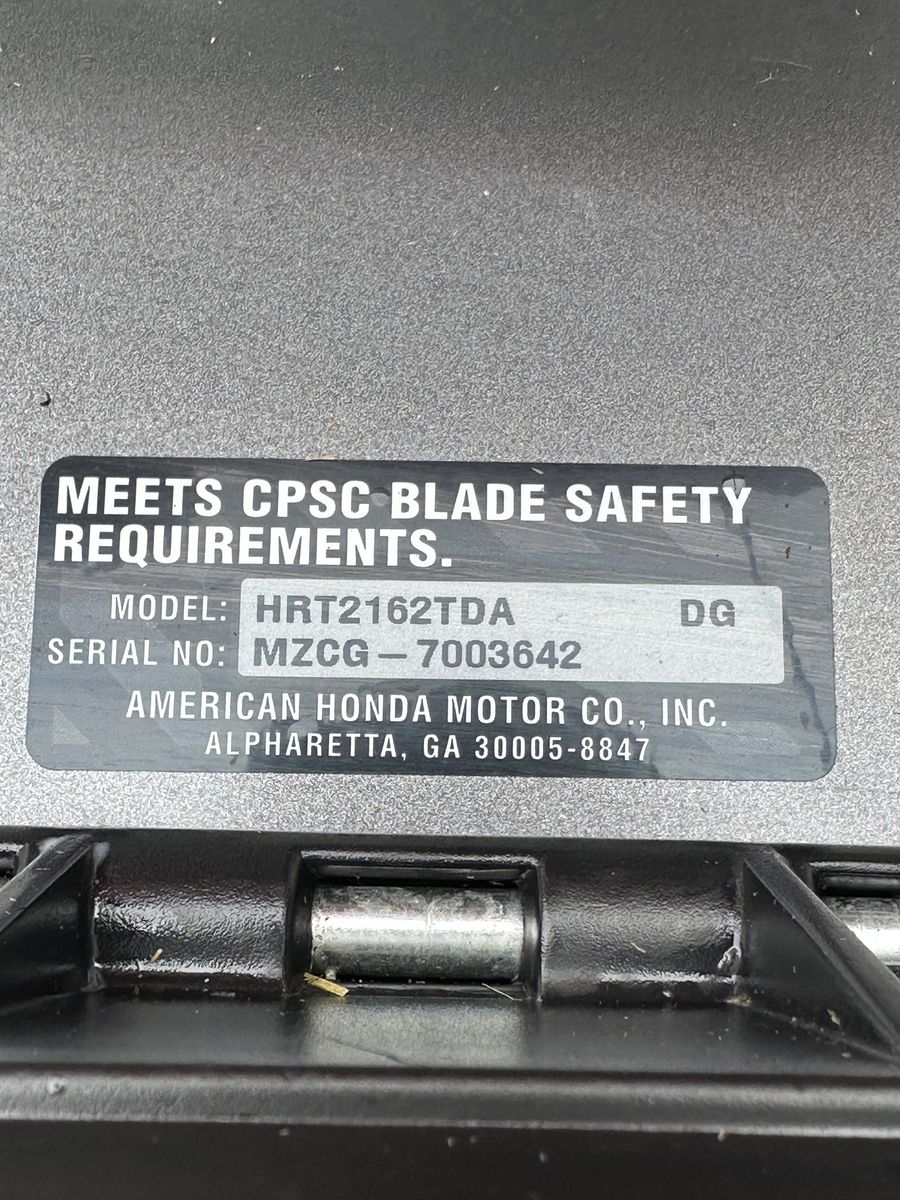 MEETS CPSC BLADE SAFETY
REQUIREMENTS.
MODEL: HRT2162TDA DG
SERIAL NO: MZCG–7003642
AMERICAN HONDA MOTOR CO., INC.
ALPHARETTA, GA 30005-8847